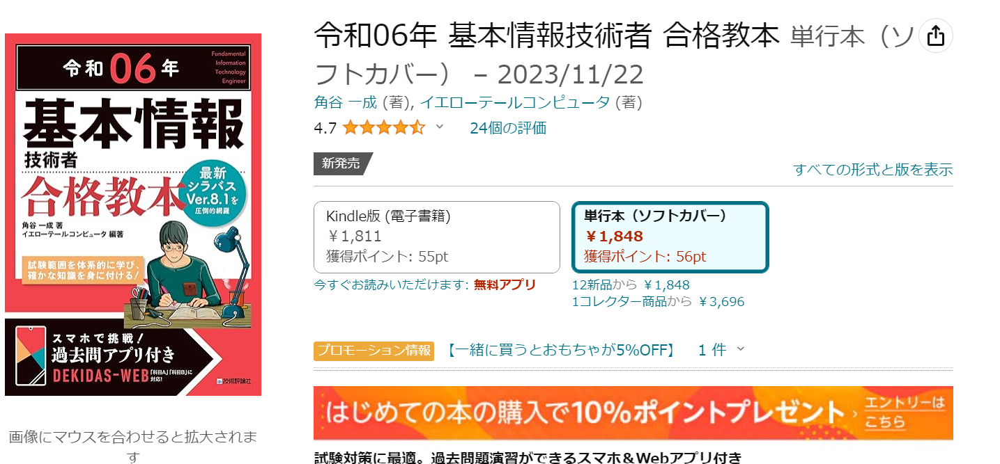 令和06年
Fundamental
Information
Technology
Engineer
基本情報
技術者
合格教本
最新
シラバス
Ver.8.1を
圧倒的網羅
角谷 一成 著
イエローテールコンピュータ 編著
試験範囲を体系的に学び、
確かな知識を身に付ける!
スマホで挑戦!
過去問アプリ付き
DEKIDAS-WEB「科目A」「科目B」に
対応!
技術評論社
画像にマウスを合わせると拡大されま
す
令和06年 基本情報技術者 合格教本 単行本（ソ
フトカバー） – 2023/11/22
角谷 一成 (著), イエローテールコンピュータ (著)
4.7 24個の評価
新発売
すべての形式と版を表示
Kindle版 (電子書籍)
￥1,811
獲得ポイント: 55pt
単行本（ソフトカバー）
￥1,848
獲得ポイント: 56pt
今すぐお読みいただけます: 無料アプリ
12新品から ￥1,848
1コレクター商品から ￥3,696
プロモーション情報 【一緒に買うとおもちゃが5%OFF】 1 件
はじめての本の購入で10%ポイントプレゼント › エントリーは
こちら
試験対策に最適。過去問題演習ができるスマホ＆Webアプリ付き